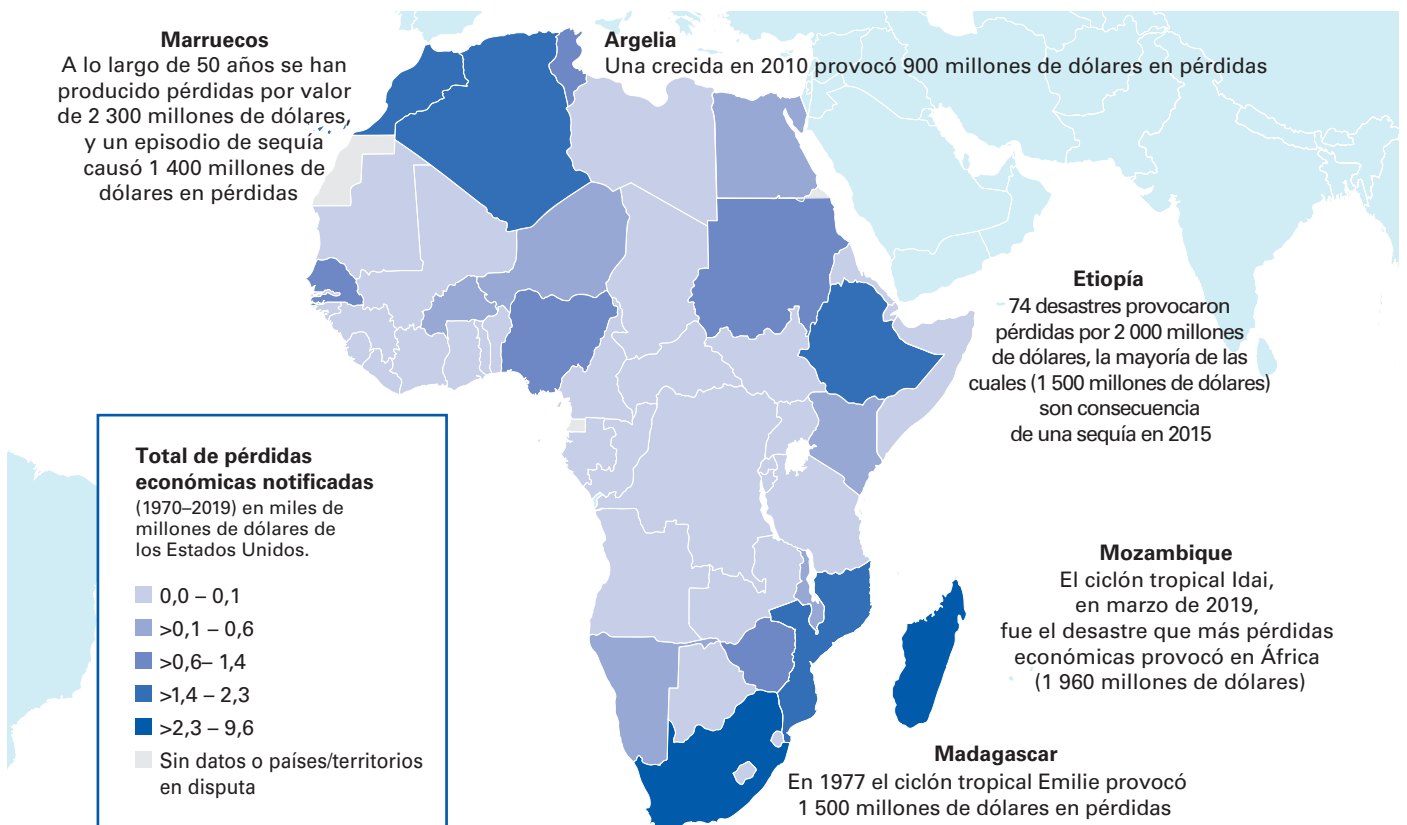 Marruecos
A lo largo de 50 años se han
producido pérdidas por valor
de 2 300 millones de dólares,
y un episodio de sequía
causó 1 400 millones de
dólares en pérdidas
Argelia
Una crecida en 2010 provocó 900 millones de dólares en pérdidas
Etiopía
74 desastres provocaron
pérdidas por 2 000 millones
de dólares, la mayoría de las
cuales (1 500 millones de dólares)
son consecuencia
de una sequía en 2015
Total de pérdidas
económicas notificadas
(1970–2019) en miles de
millones de dólares de
los Estados Unidos.
0,0 – 0,1
>0,1 – 0,6
>0,6– 1,4
>1,4 – 2,3
>2,3 – 9,6
Sin datos o países/territorios
en disputa
Mozambique
El ciclón tropical Idai,
en marzo de 2019,
fue el desastre que más pérdidas
económicas provocó en África
(1 960 millones de dólares)
Madagascar
En 1977 el ciclón tropical Emilie provocó
1 500 millones de dólares en pérdidas